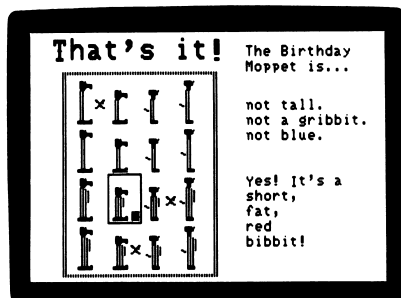 That's it!
The Birthday
Moppet is...
not tall.
not a gribbit.
not blue.
Yes! It's a
short,
fat,
red
bibbit!